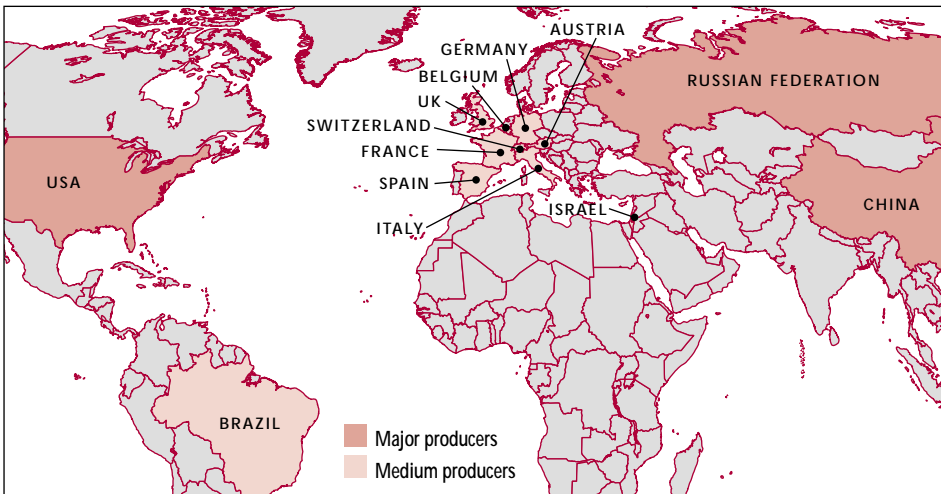 AUSTRIA
GERMANY
BELGIUM
UK
SWITZERLAND
FRANCE
SPAIN
ITALY
ISRAEL
RUSSIAN FEDERATION
USA
CHINA
BRAZIL
Major producers
Medium producers